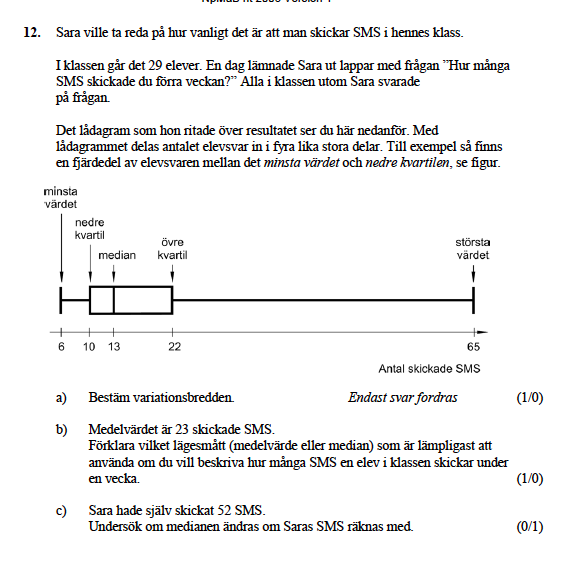 12. Sara ville ta reda på hur vanligt det är att man skickar SMS i hennes klass.
I klassen går det 29 elever. En dag lämnade Sara ut lappar med frågan ”Hur många
SMS skickade du förra veckan?” Alla i klassen utom Sara svarade
på frågan.
Det lådagram som hon ritade över resultatet ser du här nedanför. Med
lådagrammet delas antalet elevsvar in i fyra lika stora delar. Till exempel så finns
en fjärdedel av elevsvaren mellan det minsta värdet och nedre kvartilen, se figur.
minsta
värdet
nedre
kvartil
median
övre
kvartil
största
värdet
6 10 13 22 65
Antal skickade SMS
a) Bestäm variationsbredden. Endast svar fordras (1/0)
b) Medelvärdet är 23 skickade SMS.
Förklara vilket lägesmått (medelvärde eller median) som är lämpligast att
använda om du vill beskriva hur många SMS en elev i klassen skickar under
en vecka. (1/0)
c) Sara hade själv skickat 52 SMS.
Undersök om medianen ändras om Saras SMS räknas med. (0/1)